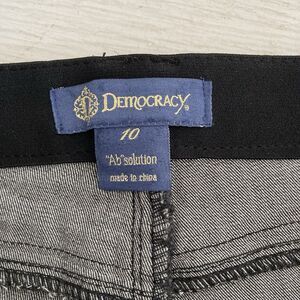 DEMOCRACY
10
"Ab"solution
made in china